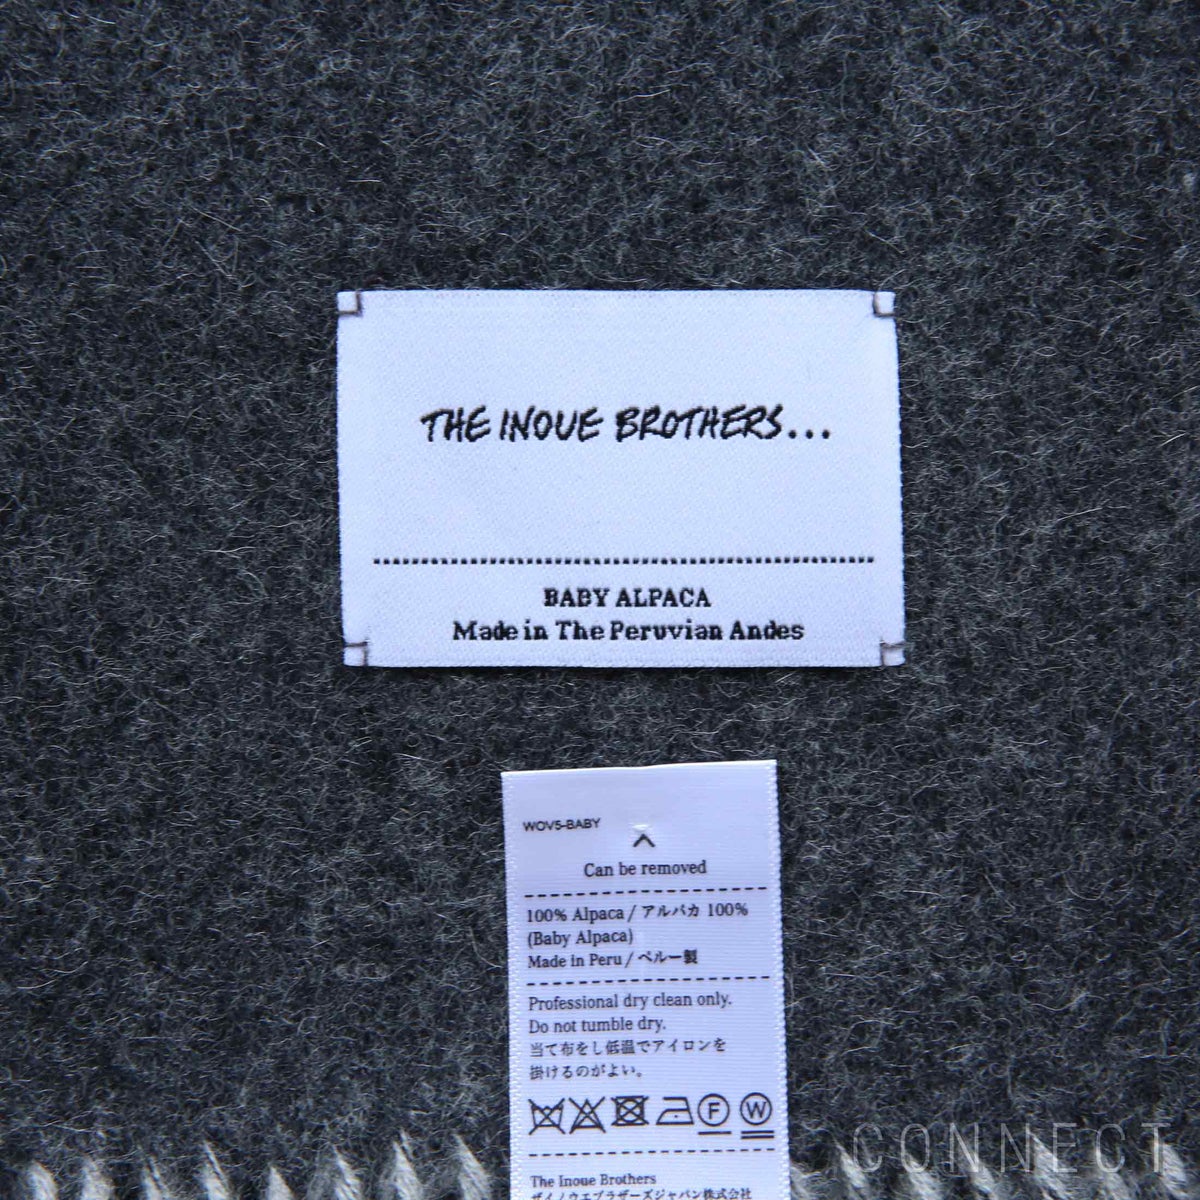 THE INOUE BROTHERS...
BABY ALPACA
Made in The Peruvian Andes
WOV5-BABY
Can be removed
100% Alpaca / アルパカ 100%
(Baby Alpaca)
Made in Peru / ペルー製
Professional dry clean only.
Do not tumble dry.
当て布をし低温でアイロンを
掛けるのがよい。
F W
CONNECT
The Inoue Brothers
ザイノウエブラザーズジャパン株式会社